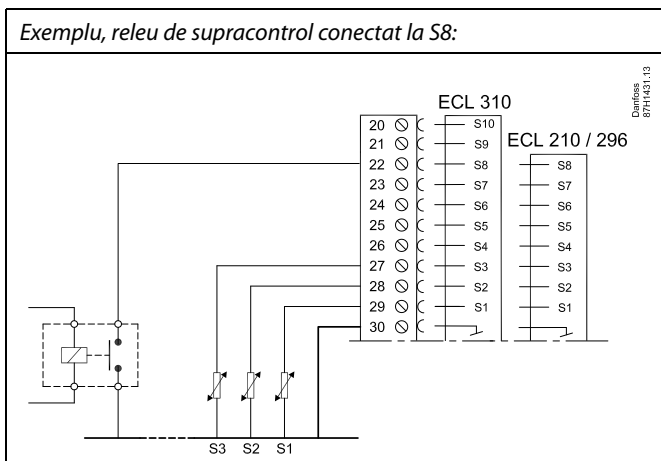 Exemplu, releu de supracontrol conectat la S8:
Danfoss
87H1431.13
ECL 310
ECL 210 / 296
20 S10
21 S9
22 S8 S8
23 S7 S7
24 S6 S6
25 S5 S5
26 S4 S4
27 S3 S3
28 S2 S2
29 S1 S1
30
S3 S2 S1